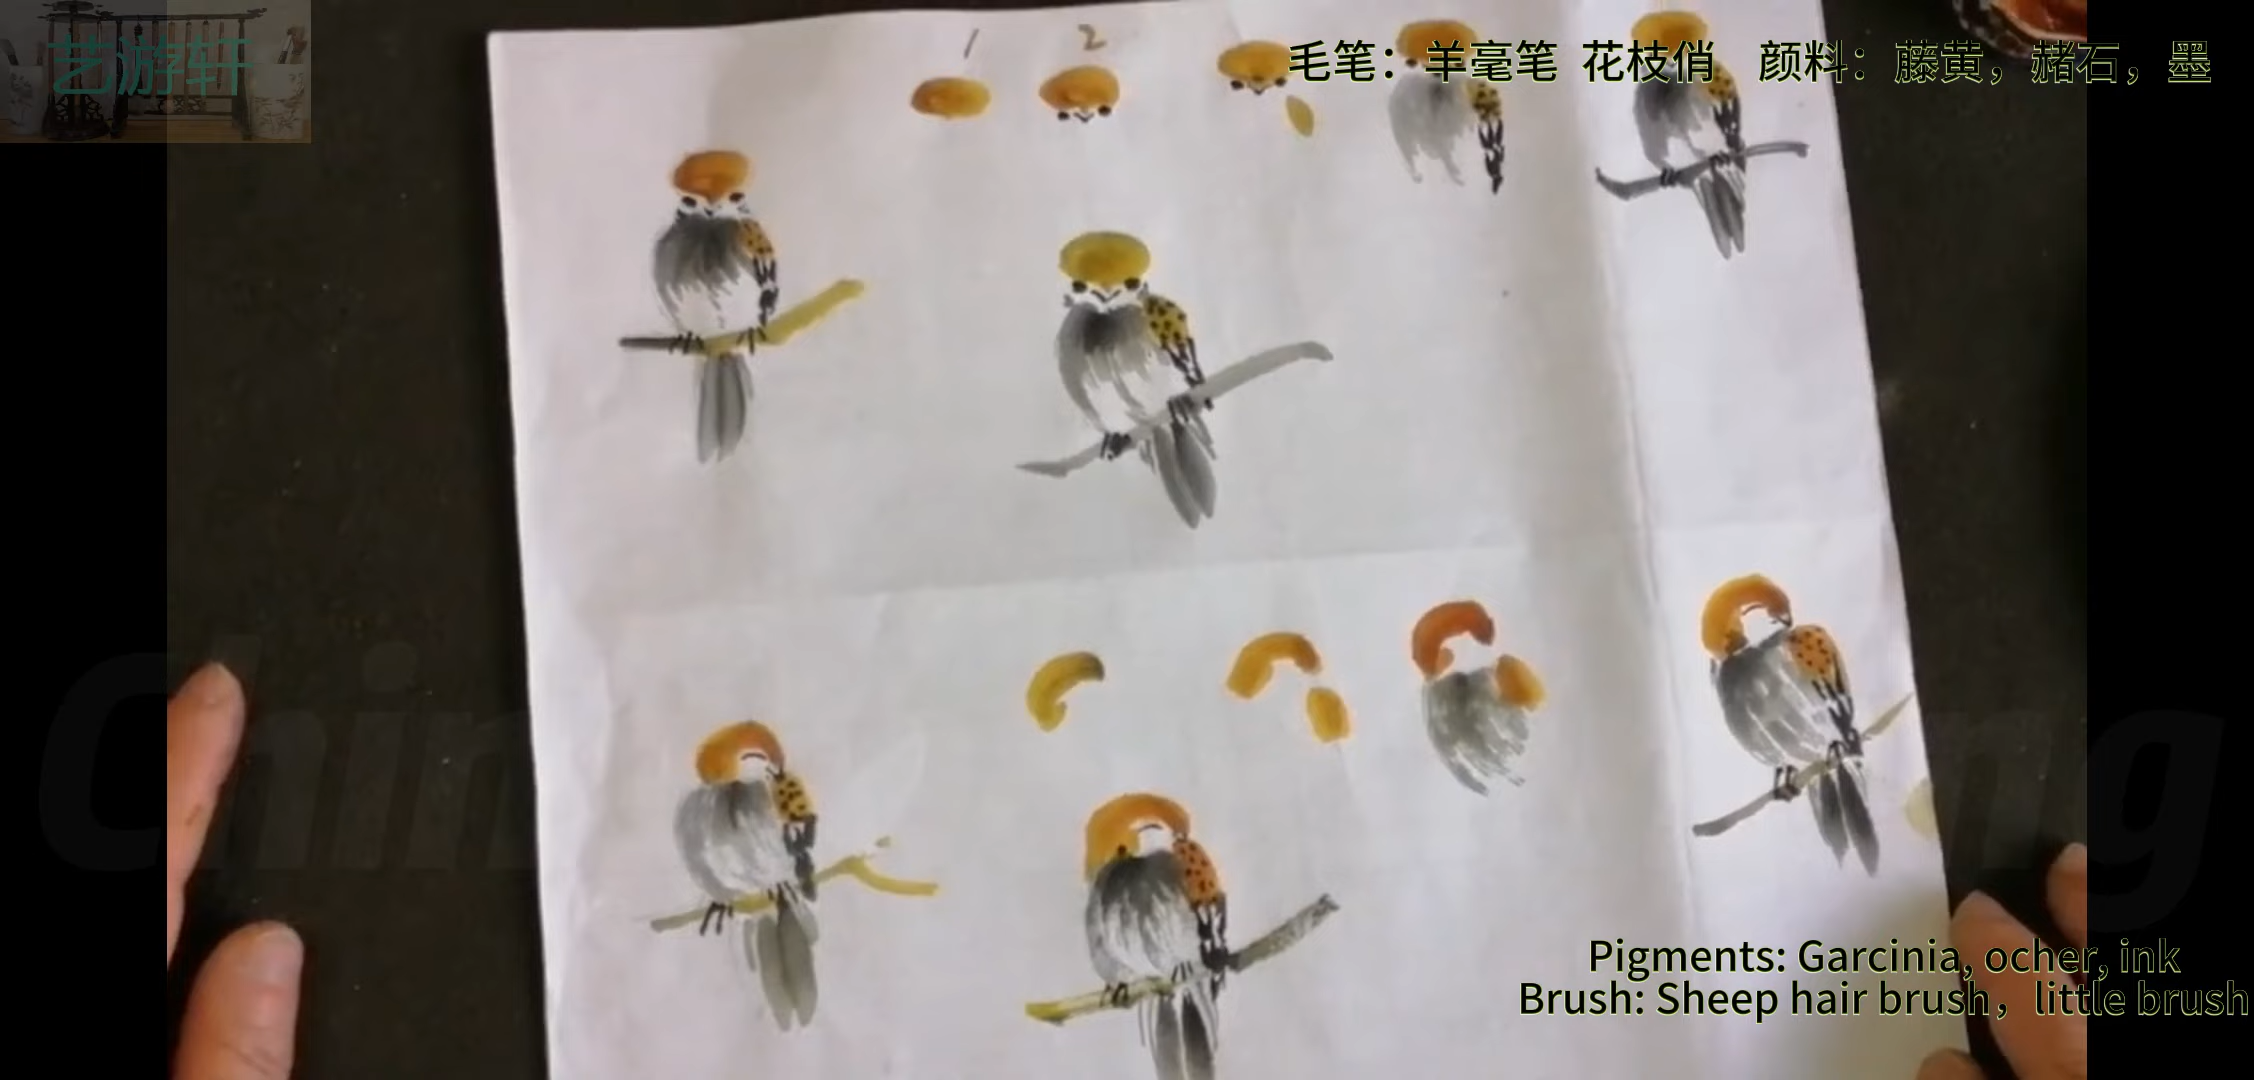 艺游轩
毛笔：羊毫笔 花枝俏 颜料：藤黄，赭石，墨
1 2
Pigments: Garcinia, ocher, ink
Brush: Sheep hair brush，little brush